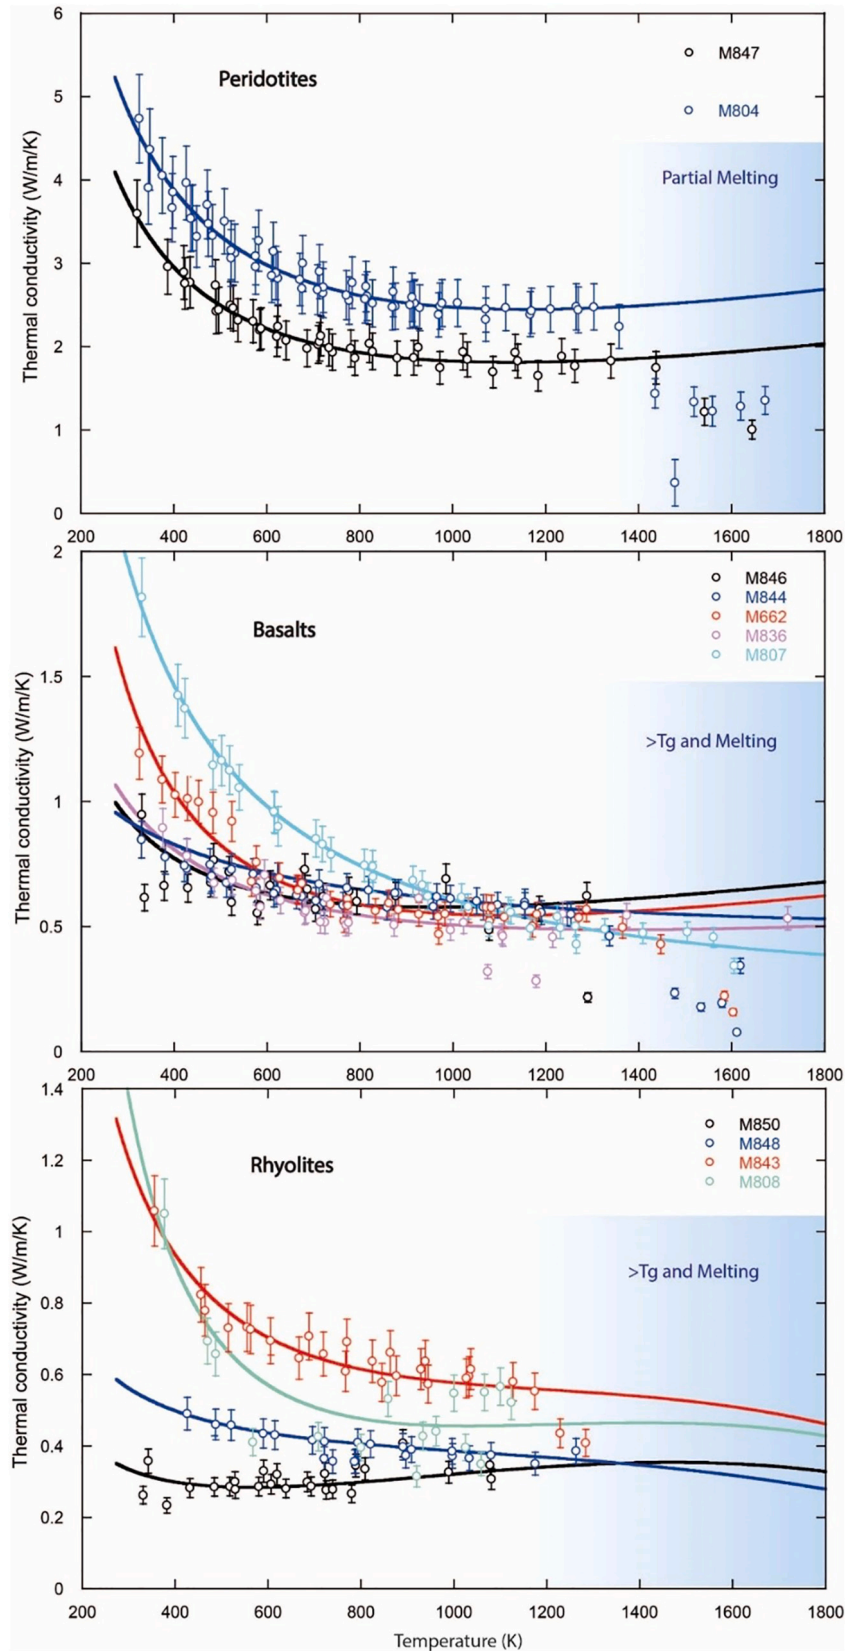 6
5
4
3
2
1
0
Thermal conductivity (W/m/K)
Peridotites
M847
M804
Partial Melting
200 400 600 800 1000 1200 1400 1600 1800
2
1.5
1
0.5
0
Thermal conductivity (W/m/K)
Basalts
M846
M844
M662
M836
M807
>Tg and Melting
200 400 600 800 1000 1200 1400 1600 1800
1.4
1.2
1
0.8
0.6
0.4
0.2
0
Thermal conductivity (W/m/K)
Rhyolites
M850
M848
M843
M808
>Tg and Melting
200 400 600 800 1000 1200 1400 1600 1800
Temperature (K)